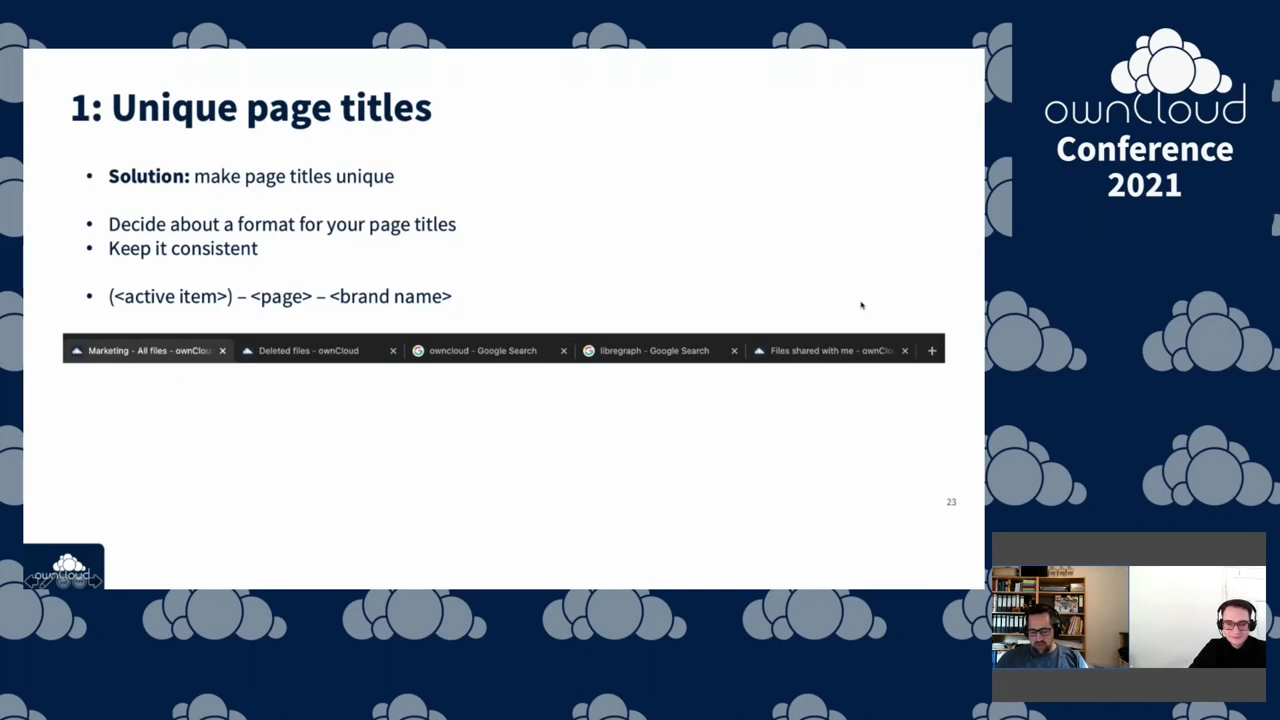 1: Unique page titles
• Solution: make page titles unique
• Decide about a format for your page titles
• Keep it consistent
• (<active item>) – <page> – <brand name>
Marketing - All files - ownClou
Deleted files - ownCloud
owncloud - Google Search
libregraph - Google Search
Files shared with me - ownClo
23
ownCloud
ownCloud
Conference
2021